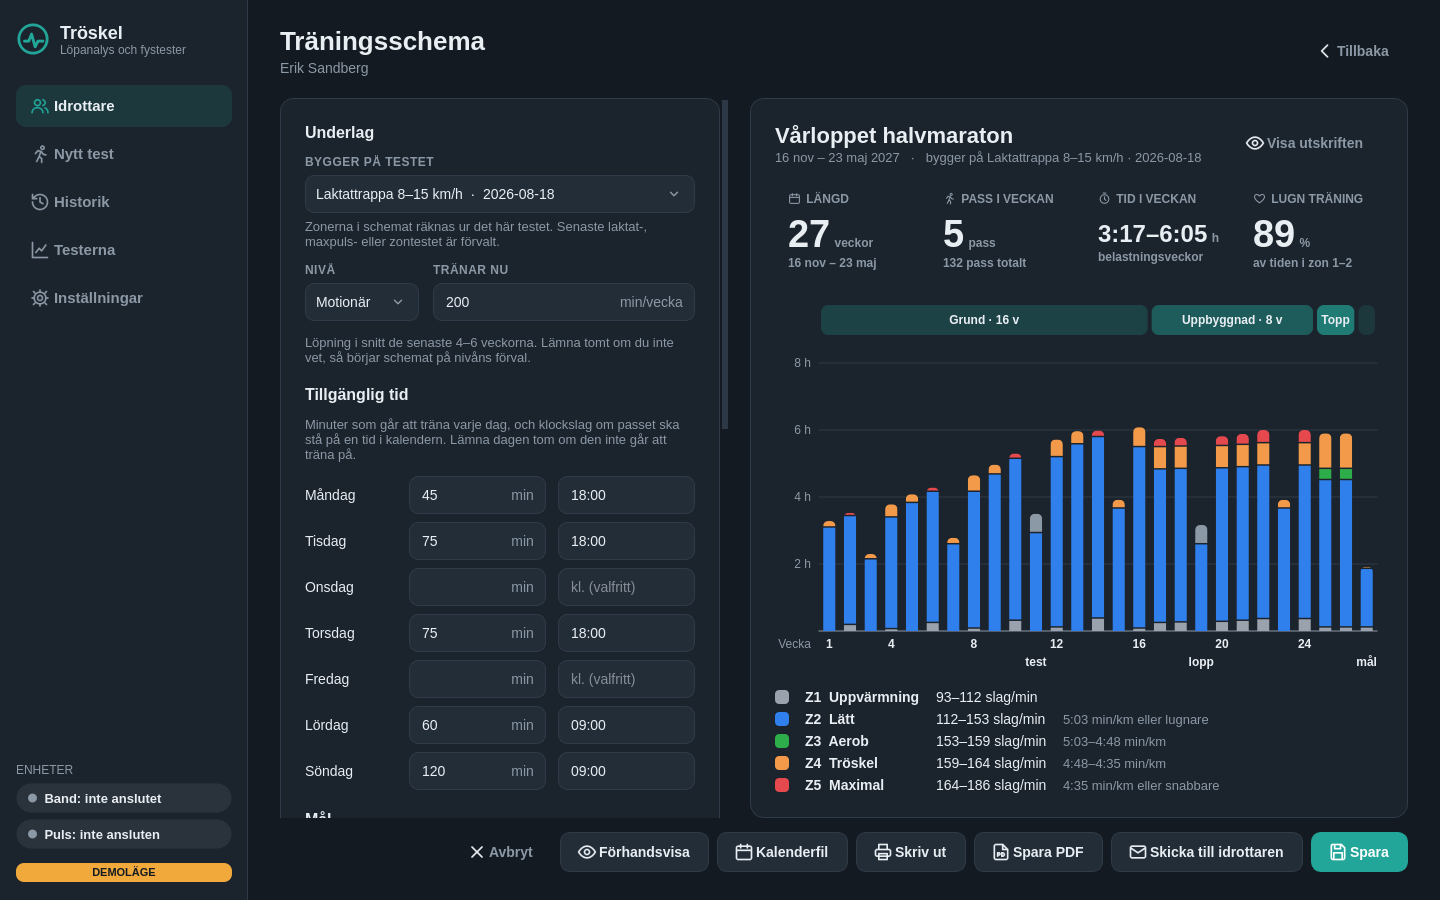 Tröskel
Löpanalys och fystester
Idrottare
Nytt test
Historik
Testerna
Inställningar
ENHETER
Band: inte anslutet
Puls: inte ansluten
DEMOLÄGE
Träningsschema
Erik Sandberg
Tillbaka
Underlag
BYGGER PÅ TESTET
Laktattrappa 8–15 km/h · 2026-08-18
Zonerna i schemat räknas ur det här testet. Senaste laktat-,
maxpuls- eller zontestet är förvalt.
NIVÅ TRÄNAR NU
Motionär 200 min/vecka
Löpning i snitt de senaste 4–6 veckorna. Lämna tomt om du inte
vet, så börjar schemat på nivåns förval.
Tillgänglig tid
Minuter som går att träna varje dag, och klockslag om passet ska
stå på en tid i kalendern. Lämna dagen tom om den inte går att
träna på.
Måndag 45 min 18:00
Tisdag 75 min 18:00
Onsdag min kl. (valfritt)
Torsdag 75 min 18:00
Fredag min kl. (valfritt)
Lördag 60 min 09:00
Söndag 120 min 09:00
Mål
Vårloppet halvmaraton
16 nov – 23 maj 2027 · bygger på Laktattrappa 8–15 km/h · 2026-08-18
Visa utskriften
LÄNGD PASS I VECKAN TID I VECKAN LUGN TRÄNING
27 veckor 5 pass 3:17–6:05 h 89 %
16 nov – 23 maj 132 pass totalt belastningsveckor av tiden i zon 1–2
Grund · 16 v Uppbyggnad · 8 v Topp
8 h
6 h
4 h
2 h
Vecka 1 4 8 12 16 20 24
test lopp mål
Z1 Uppvärmning 93–112 slag/min
Z2 Lätt 112–153 slag/min 5:03 min/km eller lugnare
Z3 Aerob 153–159 slag/min 5:03–4:48 min/km
Z4 Tröskel 159–164 slag/min 4:48–4:35 min/km
Z5 Maximal 164–186 slag/min 4:35 min/km eller snabbare
Avbryt Förhandsvisa Kalenderfil Skriv ut Spara PDF Skicka till idrottaren Spara